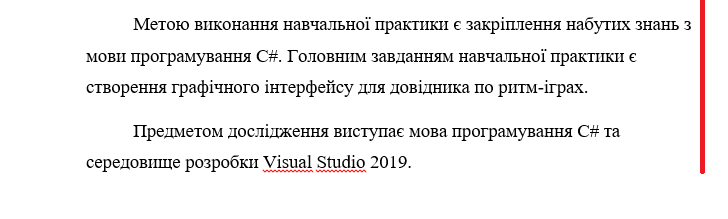 Метою виконання навчальної практики є закріплення набутих знань з
мови програмування C#. Головним завданням навчальної практики є
створення графічного інтерфейсу для довідника по ритм-іграх.
Предметом дослідження виступає мова програмування C# та
середовище розробки Visual Studio 2019.